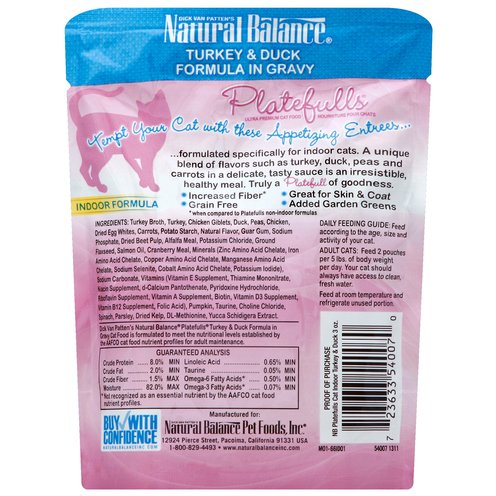 DICK VAN PATTEN'S
Natural Balance®
TURKEY & DUCK
FORMULA IN GRAVY
Platefulls®
ULTRA PREMIUM CAT FOOD NOURRITURE POUR CHATS
Tempt Your Cat with these Appetizing Entrees...
...formulated specifically for indoor cats. A unique
blend of flavors such as turkey, duck, peas and
carrots in a delicate, tasty sauce is an irresistible,
healthy meal. Truly a Platefull of goodness.
• Increased Fiber*
• Grain Free
• Great for Skin & Coat
• Added Garden Greens
*when compared to Platefulls non-indoor formulas
INDOOR FORMULA
INGREDIENTS: Turkey Broth, Turkey, Chicken Giblets, Duck, Peas, Chicken,
Dried Egg Whites, Carrots, Potato Starch, Natural Flavor, Guar Gum, Sodium
Phosphate, Dried Beet Pulp, Alfalfa Meal, Potassium Chloride, Ground
Flaxseed, Salmon Oil, Cranberry Meal, Minerals (Zinc Amino Acid Chelate,
Iron Amino Acid Chelate, Copper Amino Acid Chelate, Manganese Amino Acid
Chelate, Sodium Selenite, Cobalt Amino Acid Chelate, Potassium Iodide),
Sodium Carbonate, Vitamins (Vitamin E Supplement, Thiamine Mononitrate,
Niacin Supplement, d-Calcium Pantothenate, Pyridoxine Hydrochloride,
Riboflavin Supplement, Vitamin A Supplement, Biotin, Vitamin D3 Supplement,
Vitamin B12 Supplement, Folic Acid), Pumpkin, Taurine, Choline Chloride,
Spinach, Parsley, Dried Kelp, DL-Methionine, Yucca Schidigera Extract.
Dick Van Patten's Natural Balance® Platefulls® Turkey & Duck Formula in
Gravy Cat Food is formulated to meet the nutritional levels established by
the AAFCO cat food nutrient profiles for adult maintenance.
DAILY FEEDING GUIDE: Feed
according to the age, size and
activity of your cat.
ADULT CATS: Feed 2 pouches
per 5 lbs. of body weight
per day. Your cat should
always have access to clean,
fresh water.
Feed at room temperature and
refrigerate unused portion.
GUARANTEED ANALYSIS
Crude Protein 8.0% MIN Linoleic Acid 0.65% MIN
Crude Fat 2.0% MIN Taurine 0.05% MIN
Crude Fiber 1.5% MAX Omega-6 Fatty Acids* 0.50% MIN
Moisture 82.0% MAX Omega-3 Fatty Acids* 0.07% MIN
*Not recognized as an essential nutrient by the AAFCO cat food
nutrient profiles.
PROOF OF PURCHASE
NB Platefulls Cat Indoor Turkey & Duck 3 oz.
7 23633 54007 0
BUY WITH
CONFIDENCE
NATURALBALANCEINC.COM
Manufactured for:
Natural Balance Pet Foods, Inc.®
12924 Pierce Street, Pacoima, California 91331 USA
1-800-829-4493 • www.naturalbalanceinc.com
M01-661D01
54007 1311